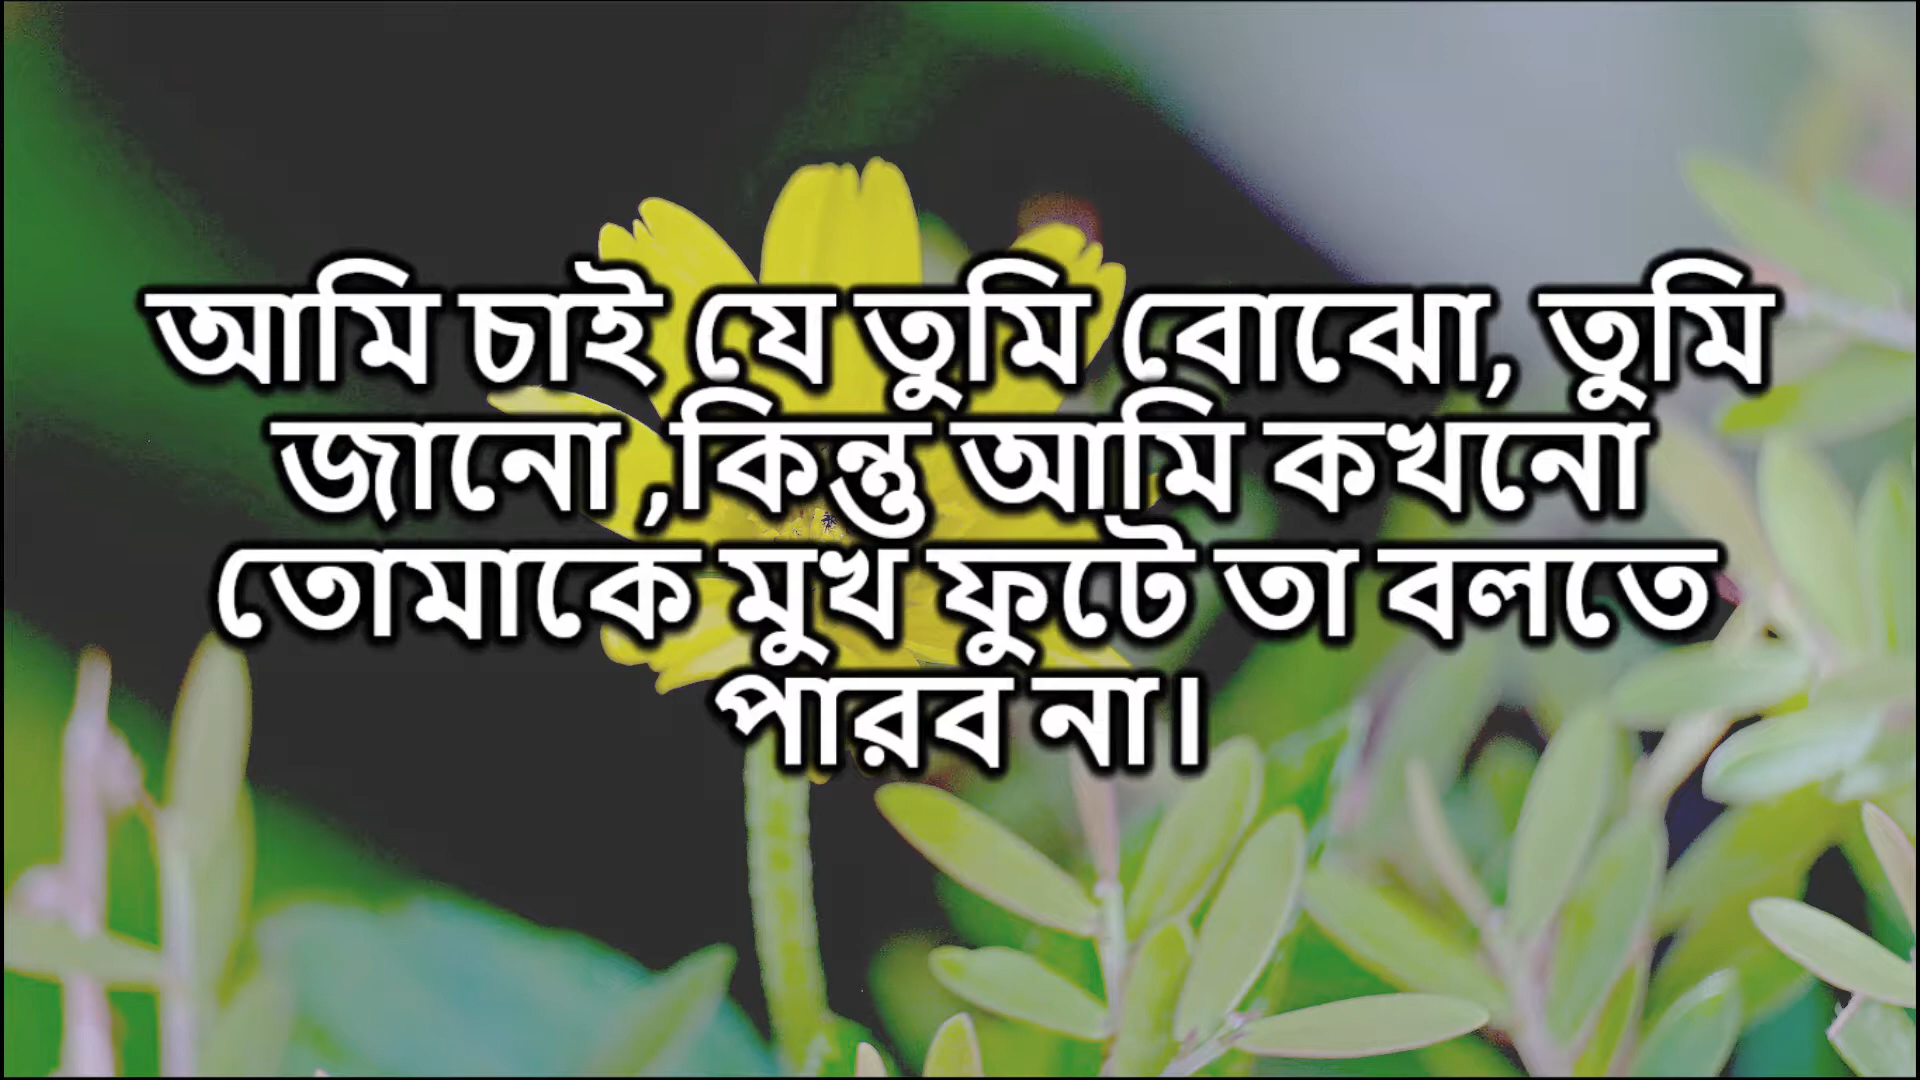 আমি চাই যে তুমি বোঝো, তুমি
জানো ,কিন্তু আমি কখনো
তোমাকে মুখ ফুটে তা বলতে
পারব না।